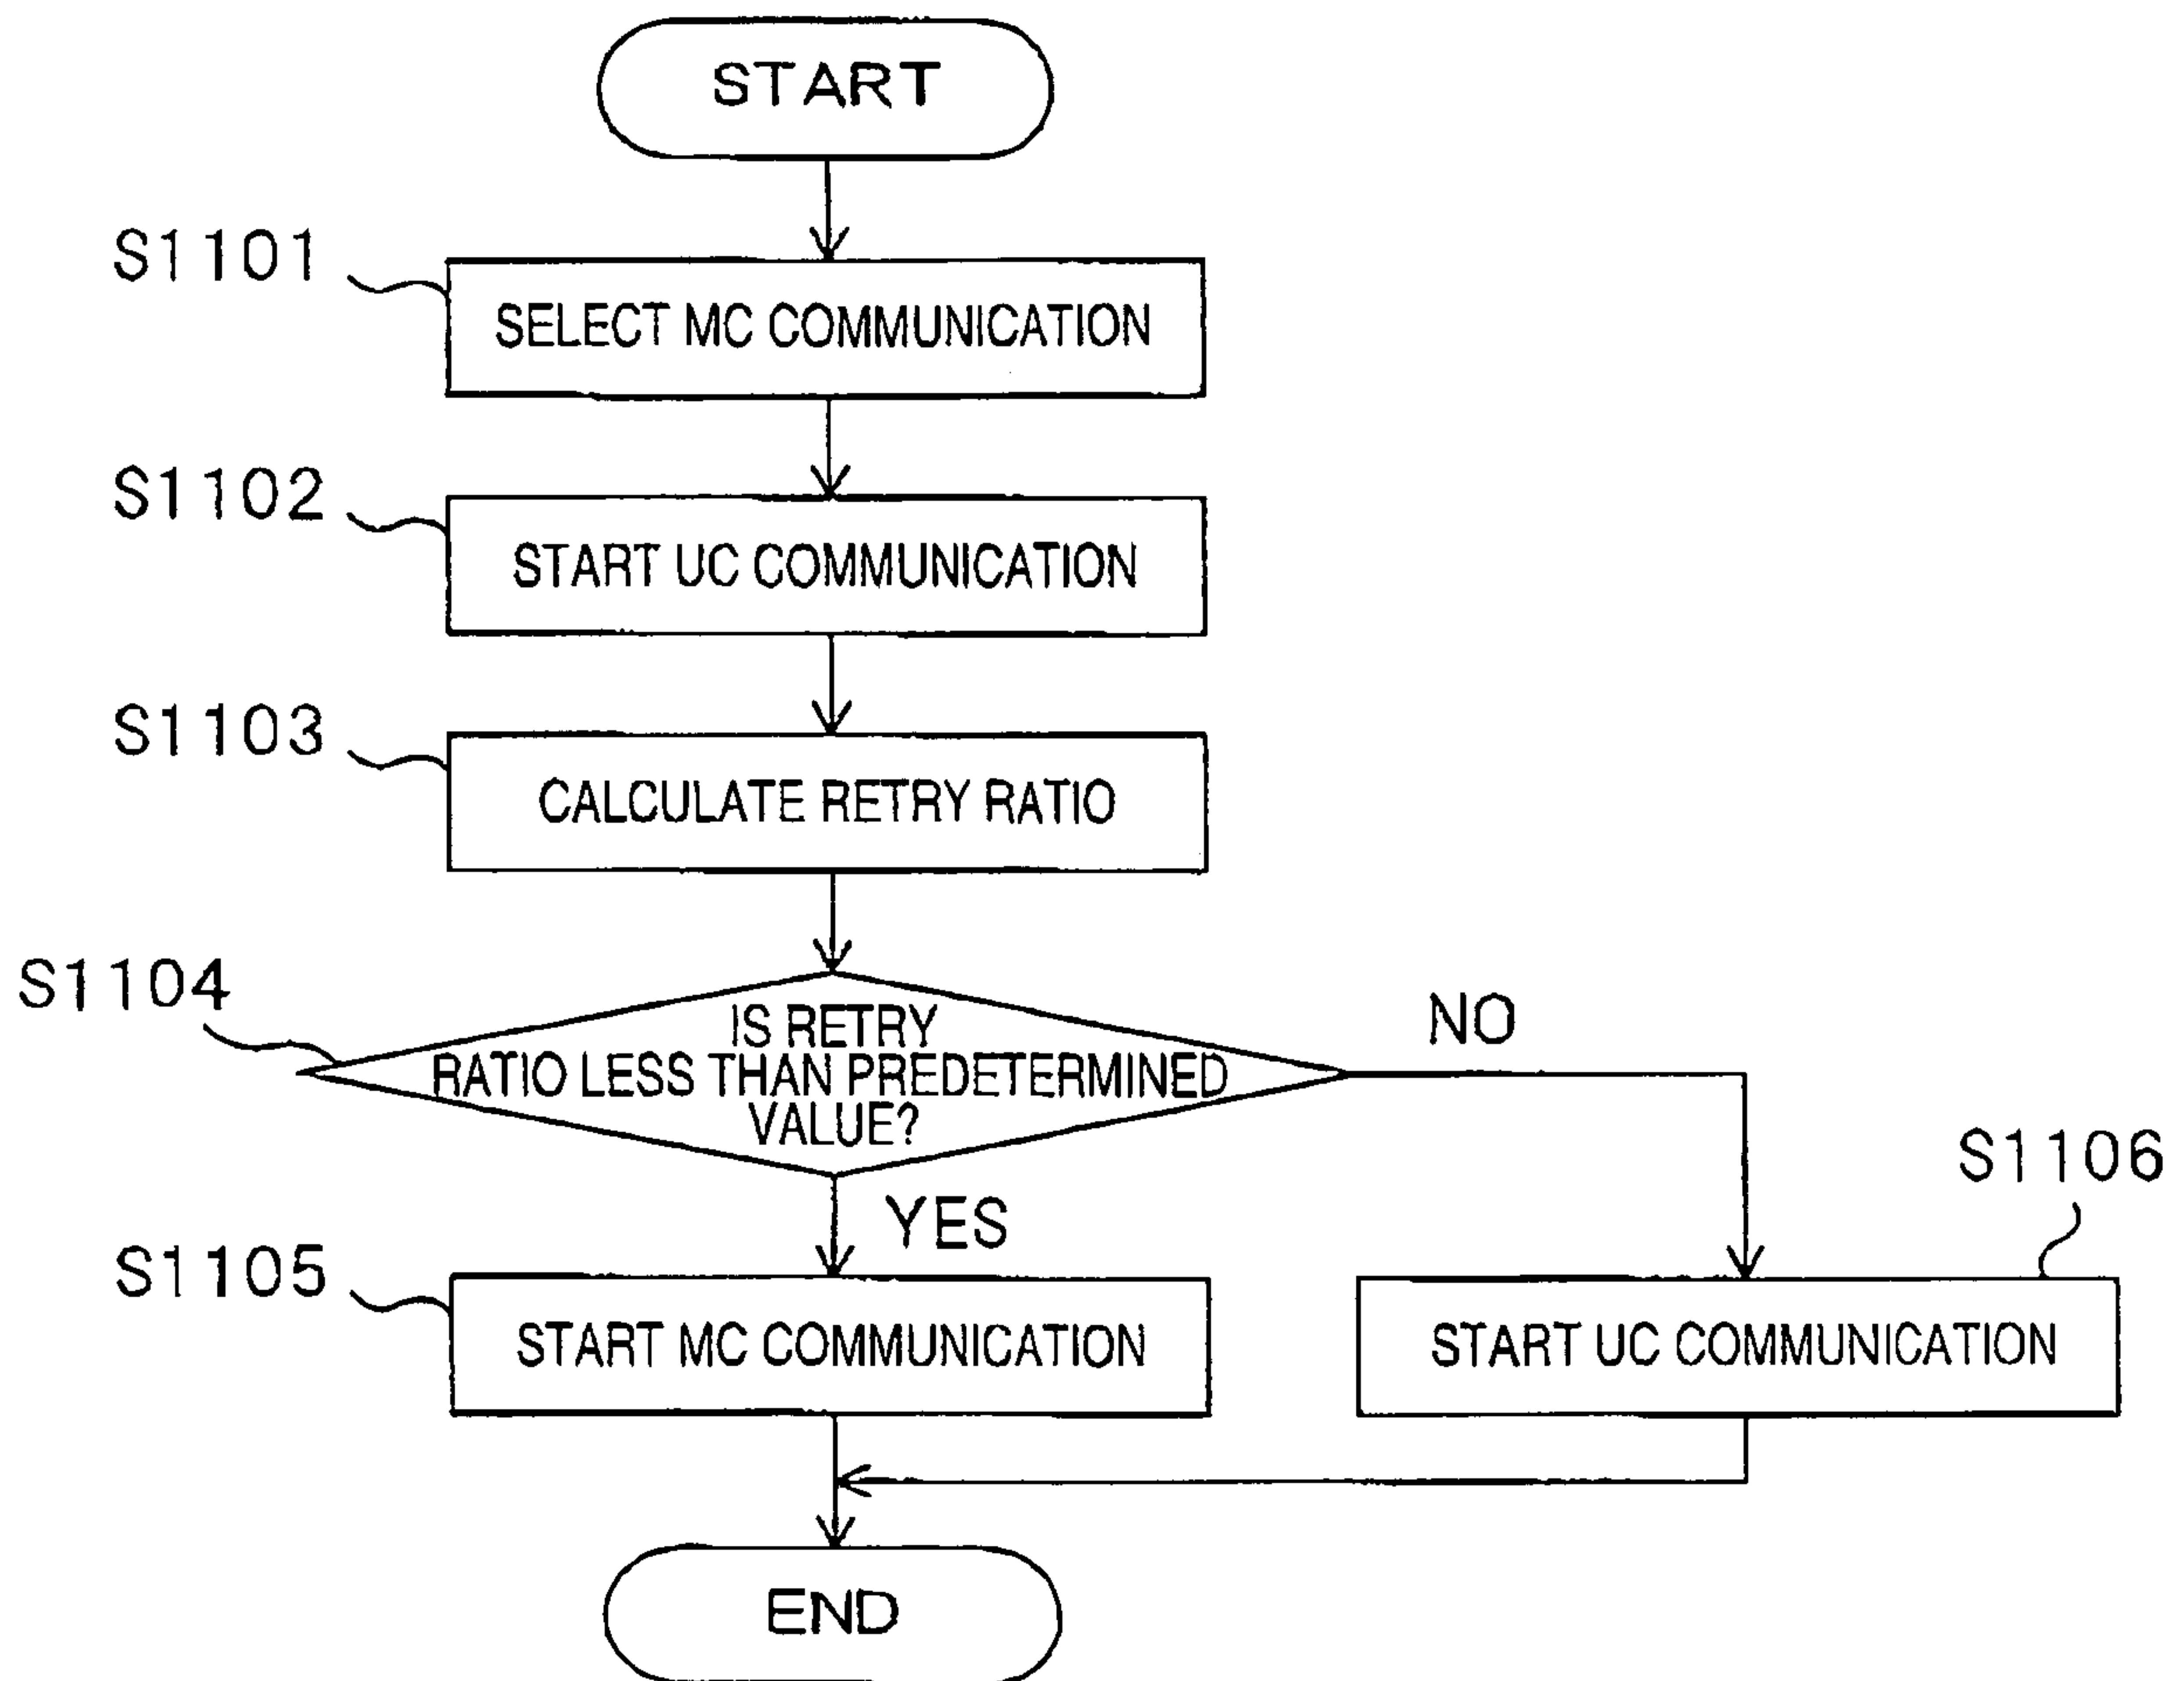 START
S1101
SELECT MC COMMUNICATION
S1102
START UC COMMUNICATION
S1103
CALCULATE RETRY RATIO
S1104
IS RETRY
RATIO LESS THAN PREDETERMINED
VALUE?
NO
YES
S1105
START MC COMMUNICATION
S1106
START UC COMMUNICATION
END